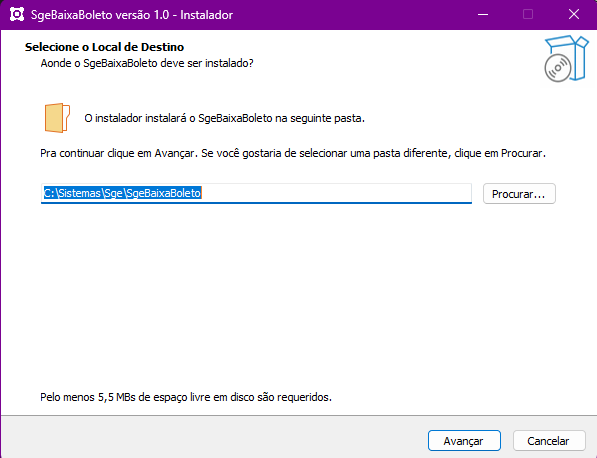 SgeBaixaBoleto versão 1.0 - Instalador
Selecione o Local de Destino
Aonde o SgeBaixaBoleto deve ser instalado?
O instalador instalará o SgeBaixaBoleto na seguinte pasta.
Pra continuar clique em Avançar. Se você gostaria de selecionar uma pasta diferente, clique em Procurar.
C:\Sistemas\Sge\SgeBaixaBoleto
Procurar...
Pelo menos 5,5 MBs de espaço livre em disco são requeridos.
Avançar
Cancelar